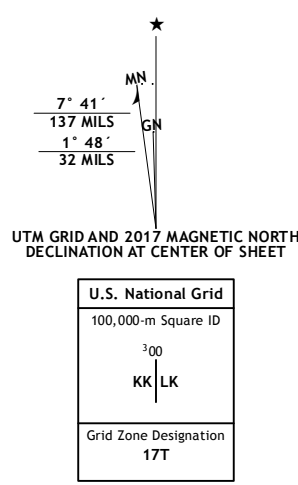 ★
MN
GN
7° 41´
137 MILS
1° 48´
32 MILS
UTM GRID AND 2017 MAGNETIC NORTH
DECLINATION AT CENTER OF SHEET
U.S. National Grid
100,000-m Square ID
³00
KK LK
Grid Zone Designation
17T